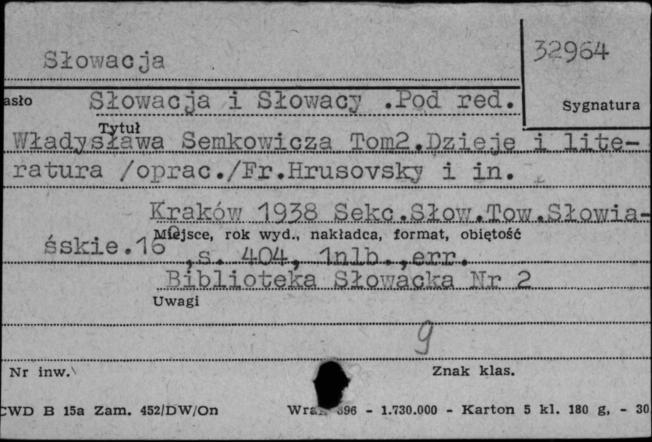 Słowacja
32964
asło
Słowacja i Słowacy .Pod red.
Sygnatura
Tytuł
Władysława Semkowicza Tom2.Dzieje i lite-
ratura /oprac./Fr.Hrusovsky i in.
Kraków 1938 Sekc.Słow.Tow.Słowia-
Miejsce, rok wyd., nakładca, format, obiętość
śskie.16°,s. 404, 1nlb.,err.
Biblioteka Słowacka Nr 2
Uwagi
9
Nr inw.
Znak klas.
CWD B 15a Zam. 452/DW/On
696 - 1.730.000 - Karton 5 kl. 180 g, - 30